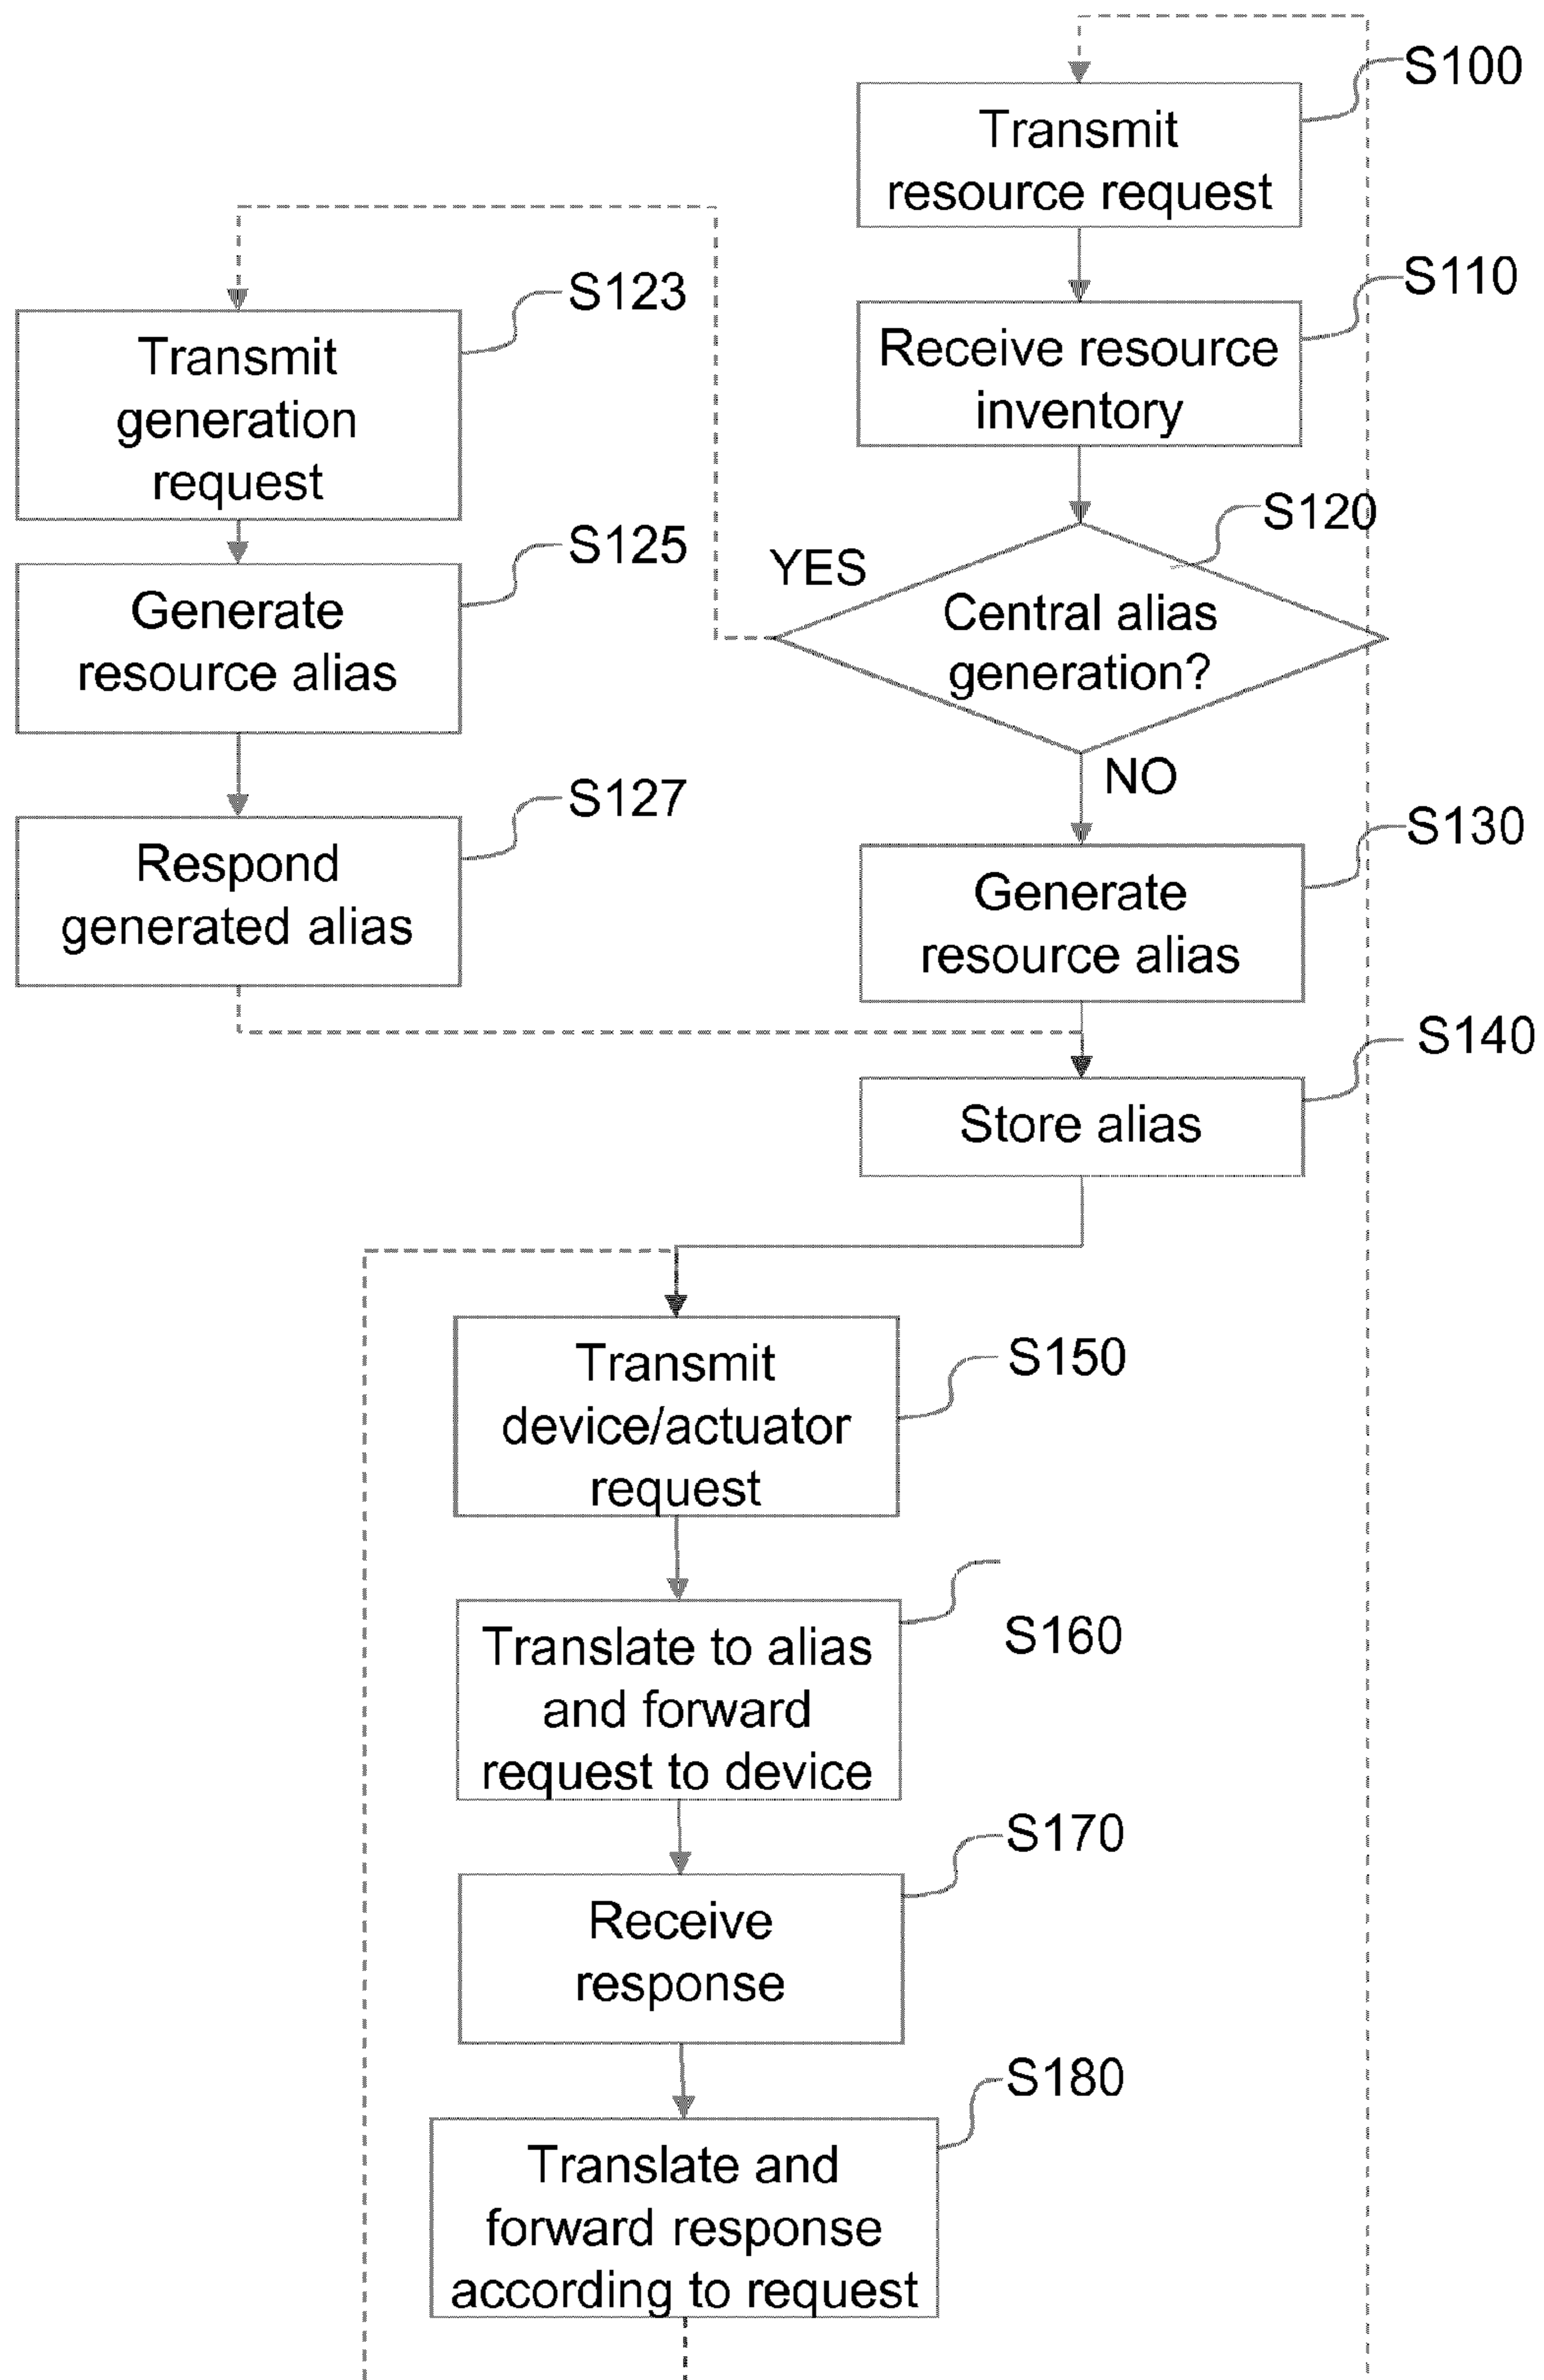 S100
Transmit
resource request
S110
Receive resource
inventory
S120
YES
Central alias
generation?
NO
S123
Transmit
generation
request
S125
Generate
resource alias
S127
Respond
generated alias
S130
Generate
resource alias
S140
Store alias
S150
Transmit
device/actuator
request
S160
Translate to alias
and forward
request to device
S170
Receive
response
S180
Translate and
forward response
according to request